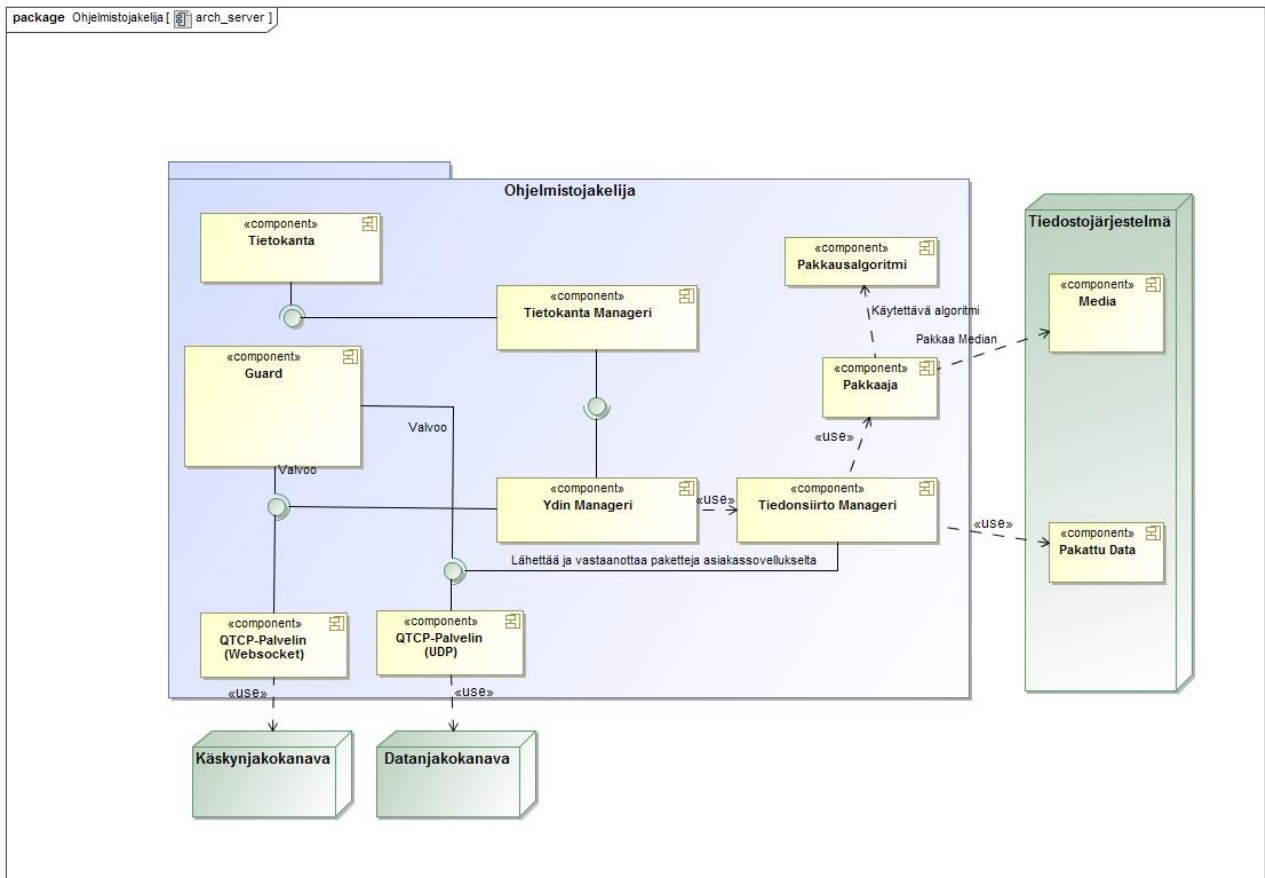 package Ohjelmistojakelija [ arch_server ]
Ohjelmistojakelija
«component»
Tietokanta
«component»
Tietokanta Manageri
«component»
Pakkausalgoritmi
Tiedostojärjestelmä
«component»
Media
Käytettävä algoritmi
Pakkaa Median
«component»
Guard
«component»
Pakkaaja
Valvoo
«use»
Valvoo
«component»
Ydin Manageri
«use»
«component»
Tiedonsiirto Manageri
«use»
«component»
Pakattu Data
Lähettää ja vastaanottaa paketteja asiakassovellukselta
«component»
QTCP-Palvelin
(Websocket)
«component»
QTCP-Palvelin
(UDP)
«use»
«use»
Käskynjakokanava
Datanjakokanava